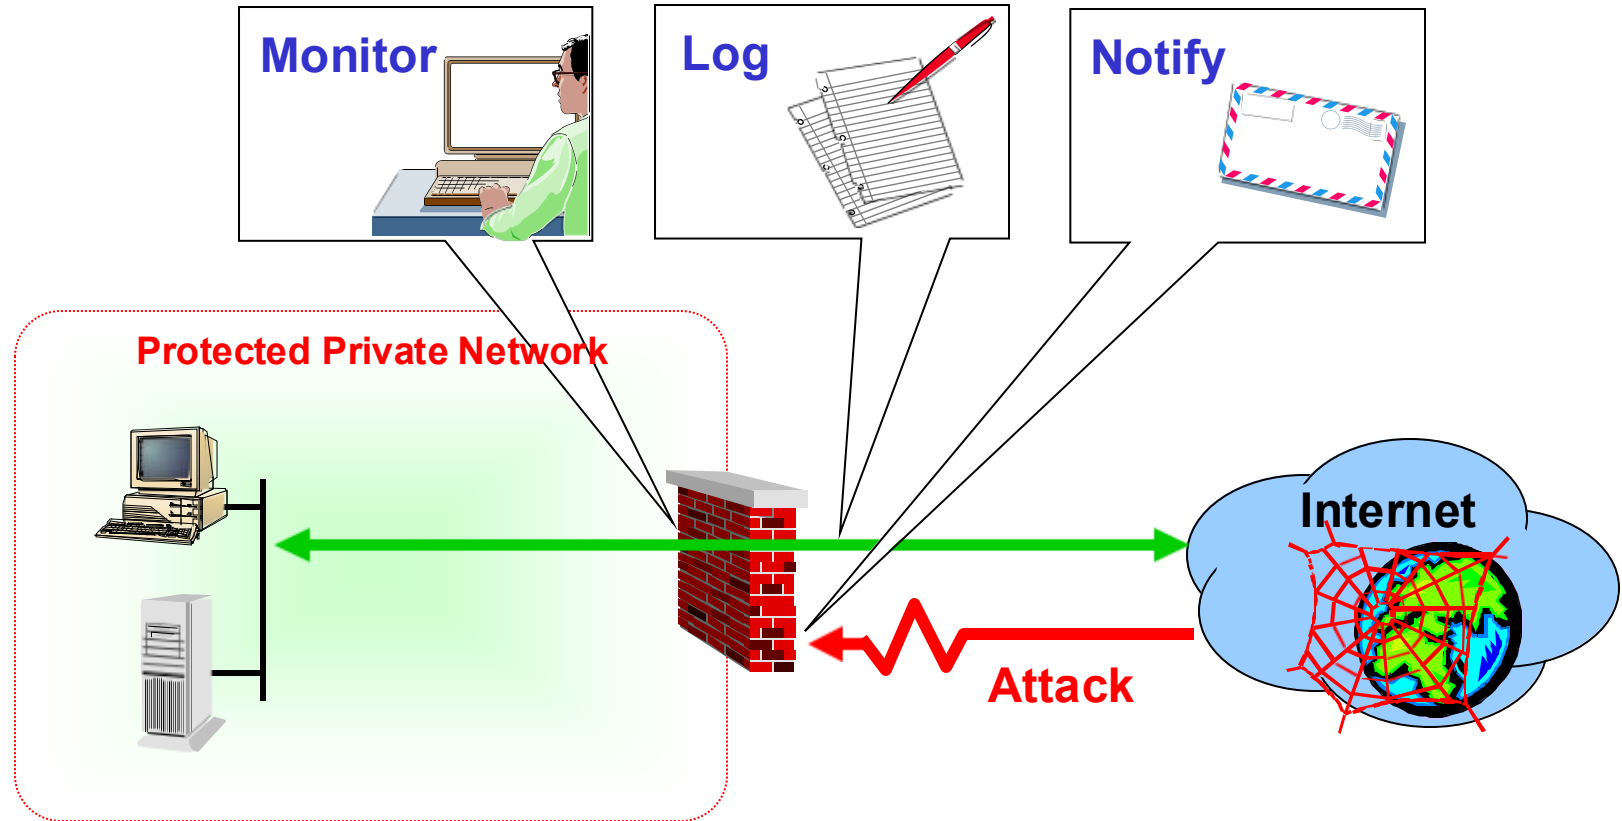 Monitor
Log
Notify
Protected Private Network
Internet
Attack